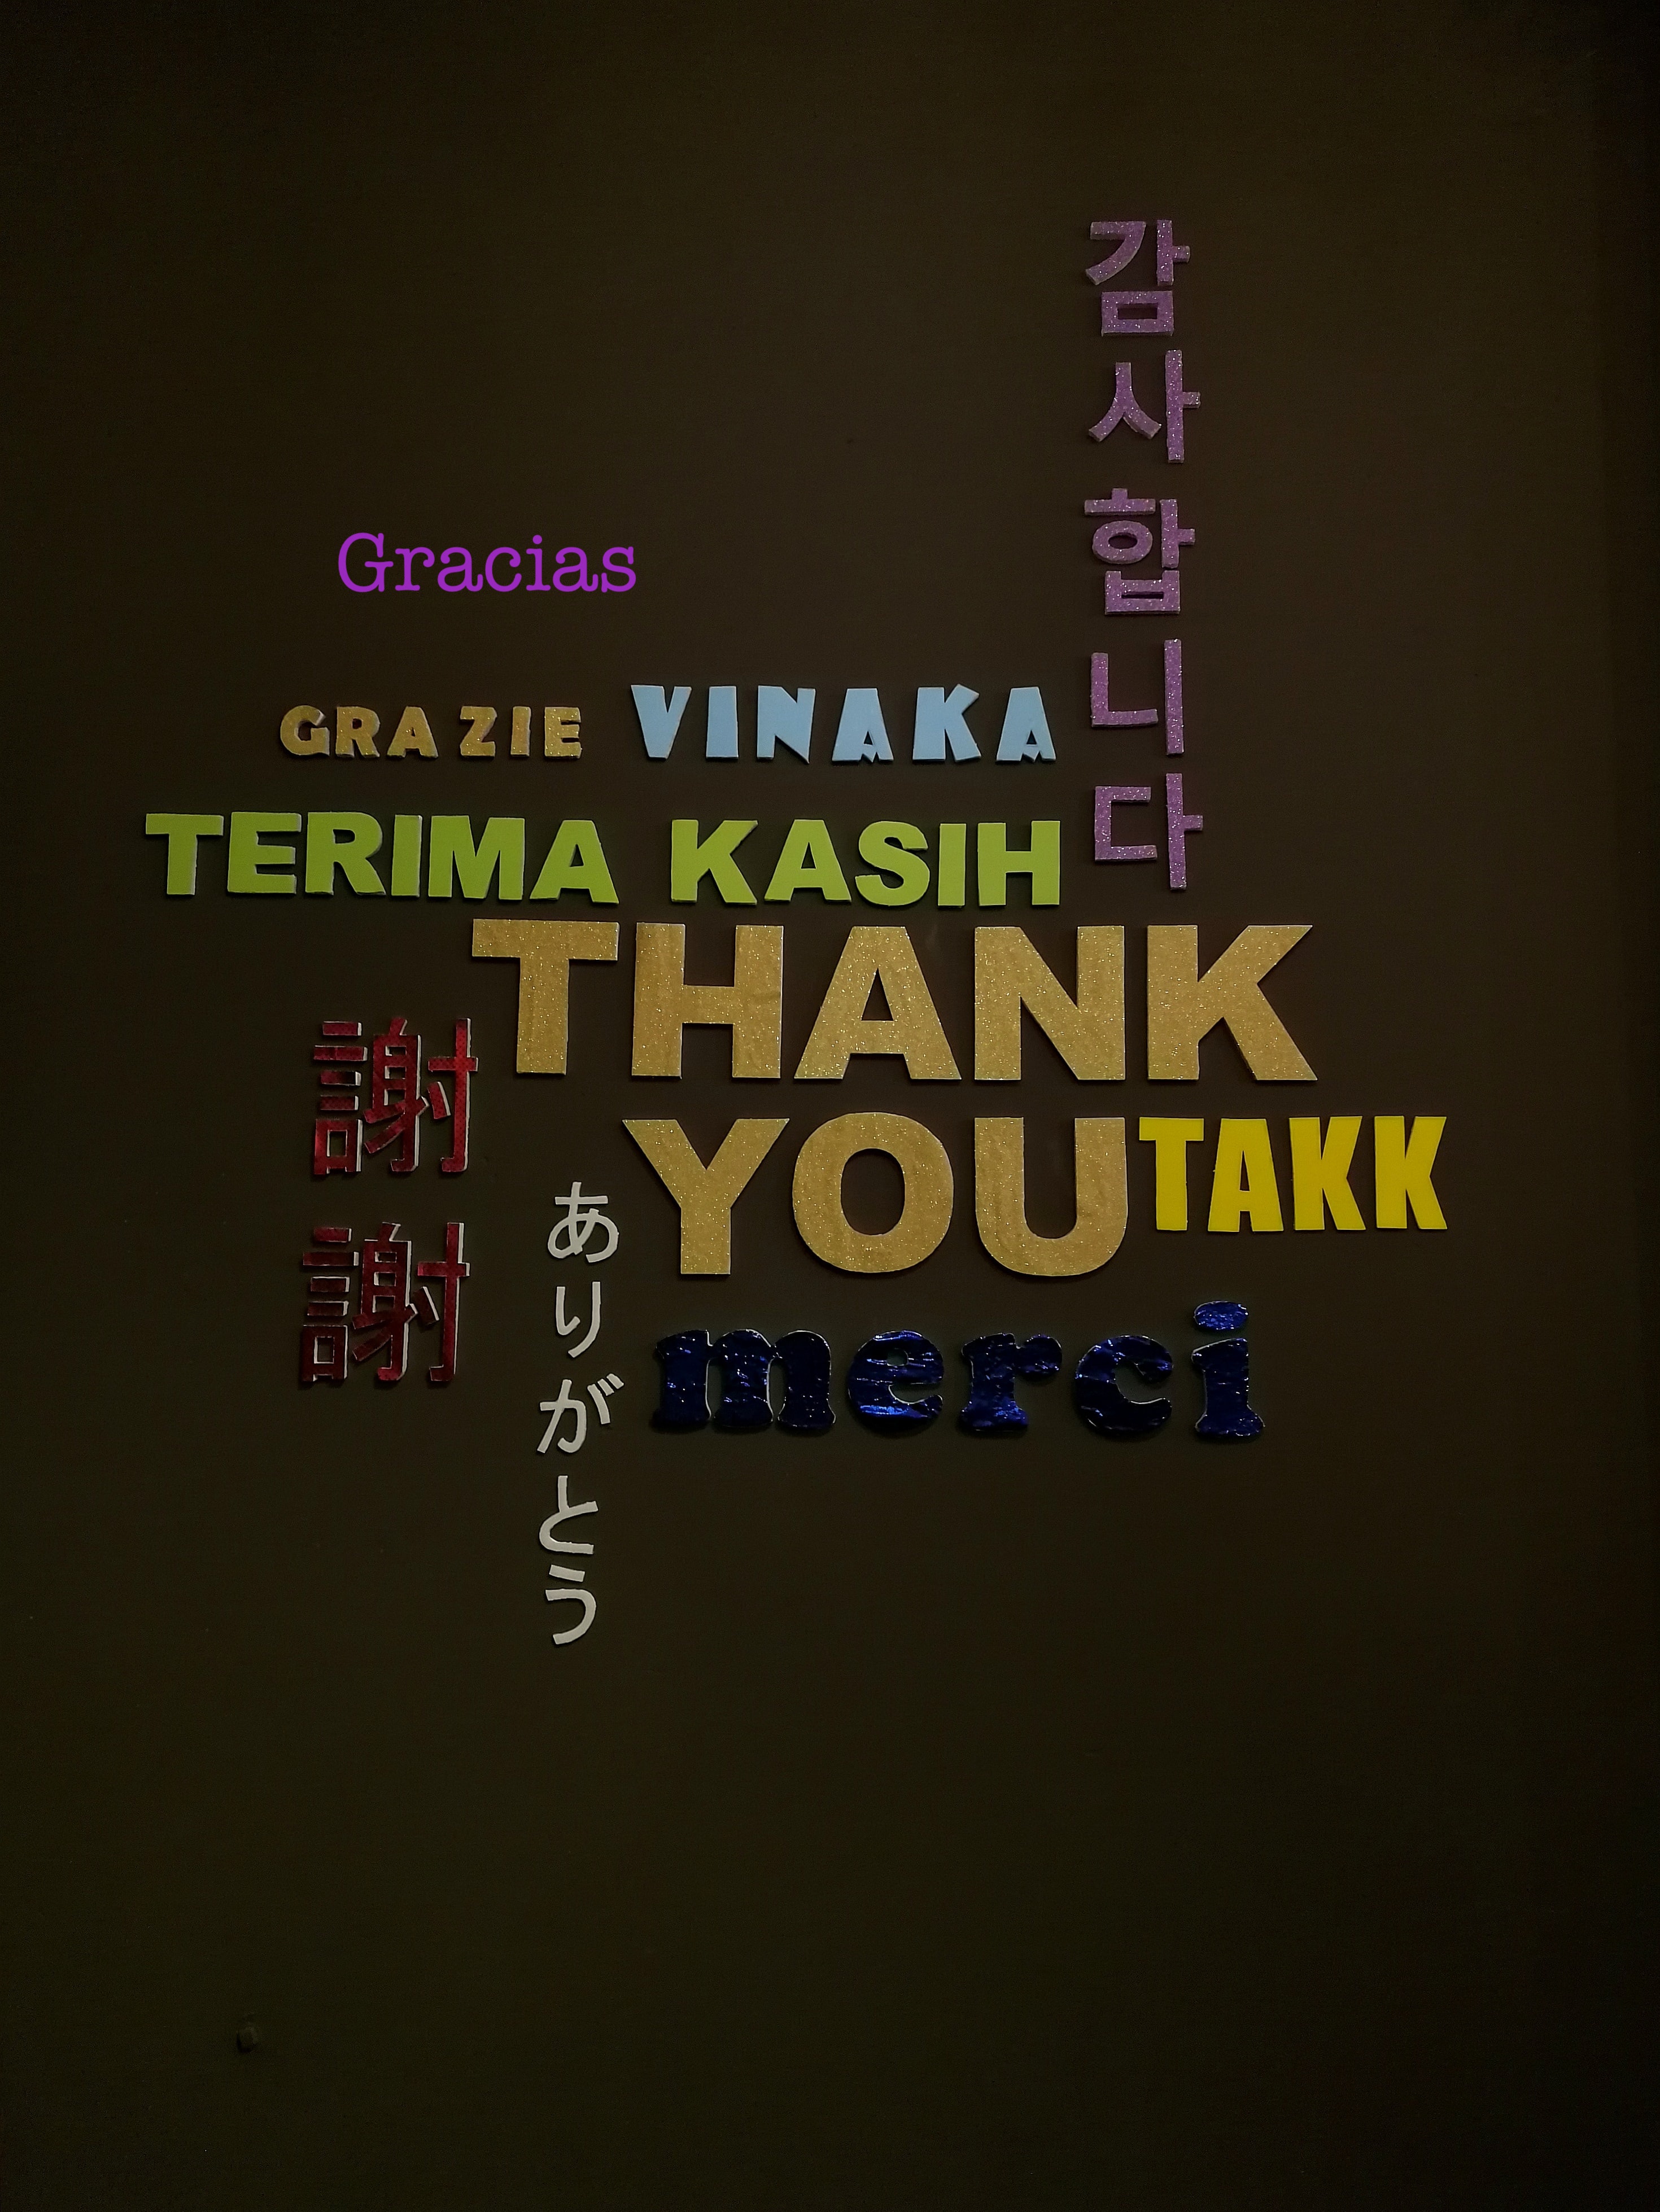 감사합니다
Gracias
GRAZIE
VINAKA
TERIMA KASIH
THANK
YOU
TAKK
謝謝
ありがとう
merci